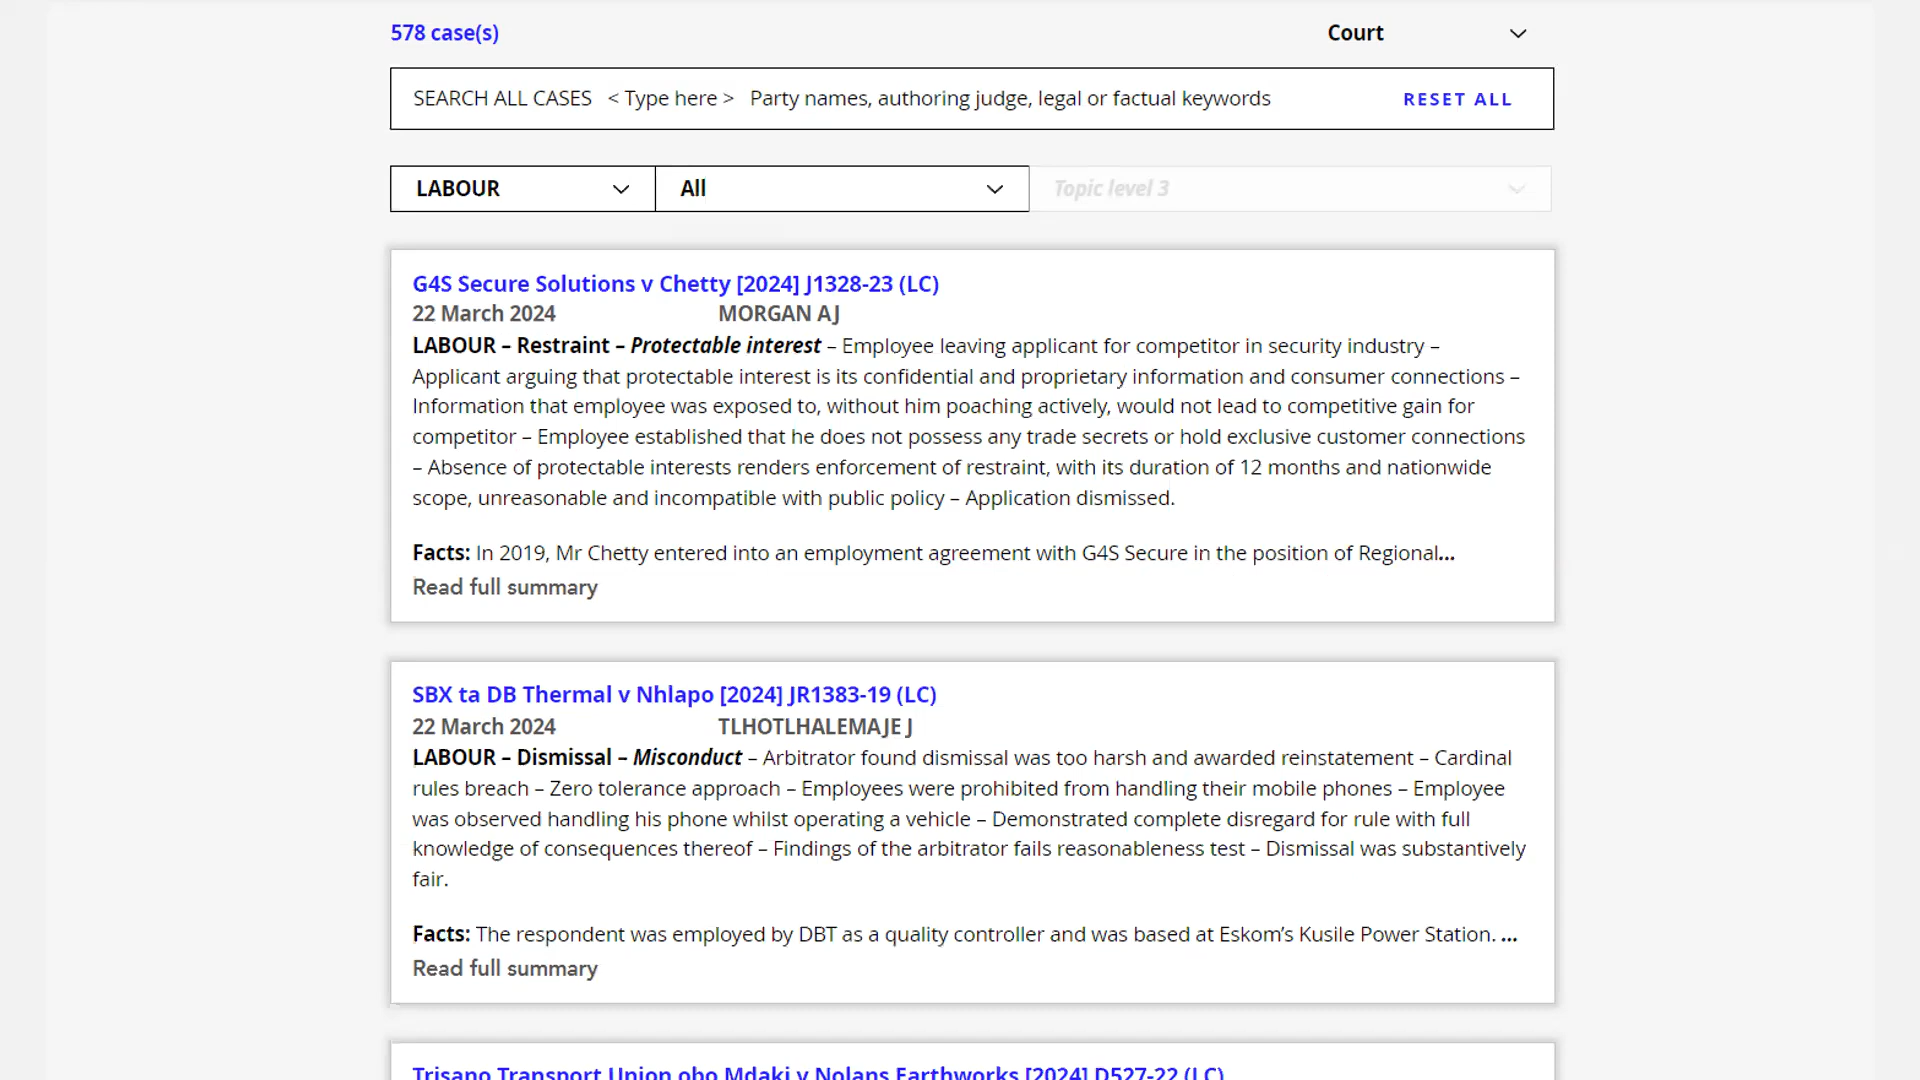 578 case(s)
Court
SEARCH ALL CASES < Type here > Party names, authoring judge, legal or factual keywords
RESET ALL
LABOUR
All
Topic level 3
G4S Secure Solutions v Chetty [2024] J1328-23 (LC)
22 March 2024 MORGAN AJ
LABOUR – Restraint – Protectable interest – Employee leaving applicant for competitor in security industry –
Applicant arguing that protectable interest is its confidential and proprietary information and consumer connections –
Information that employee was exposed to, without him poaching actively, would not lead to competitive gain for
competitor – Employee established that he does not possess any trade secrets or hold exclusive customer connections
– Absence of protectable interests renders enforcement of restraint, with its duration of 12 months and nationwide
scope, unreasonable and incompatible with public policy – Application dismissed.
Facts: In 2019, Mr Chetty entered into an employment agreement with G4S Secure in the position of Regional...
Read full summary
SBX ta DB Thermal v Nhlapo [2024] JR1383-19 (LC)
22 March 2024 TLHOTLHALEMAJE J
LABOUR – Dismissal – Misconduct – Arbitrator found dismissal was too harsh and awarded reinstatement – Cardinal
rules breach – Zero tolerance approach – Employees were prohibited from handling their mobile phones – Employee
was observed handling his phone whilst operating a vehicle – Demonstrated complete disregard for rule with full
knowledge of consequences thereof – Findings of the arbitrator fails reasonableness test – Dismissal was substantively
fair.
Facts: The respondent was employed by DBT as a quality controller and was based at Eskom’s Kusile Power Station. ...
Read full summary
Trisano Transport Union obo Mdaki v Nolans Earthworks [2024] D527-22 (LC)